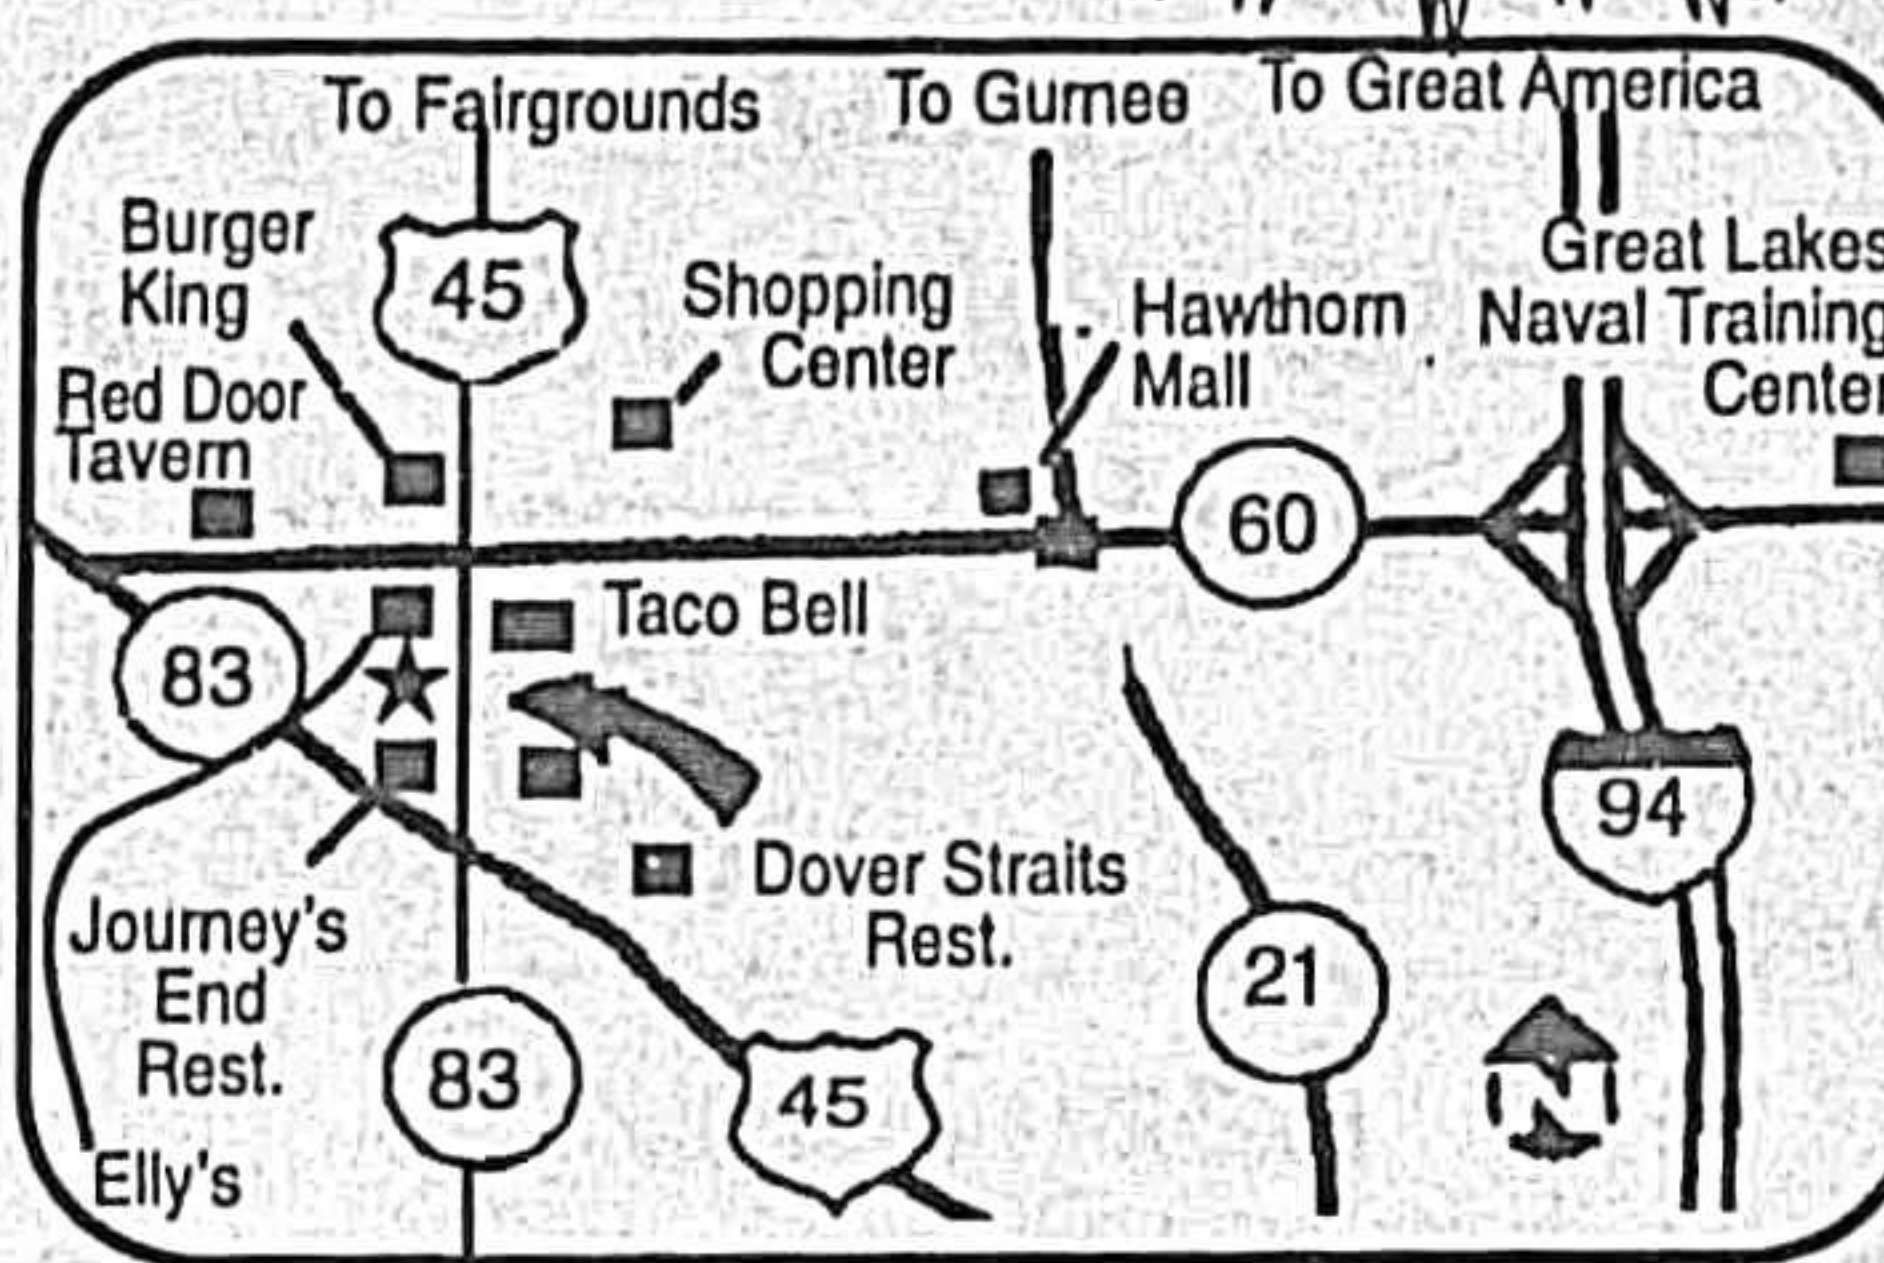 To Fairgrounds
To Gurnee
To Great America
Burger
King
45
Shopping
Center
Hawthorn
Mall
Great Lakes
Naval Training
Center
Red Door
Tavern
60
Taco Bell
83
94
Dover Straits
Rest.
Journey's
End
Rest.
21
83
45
N
Elly's